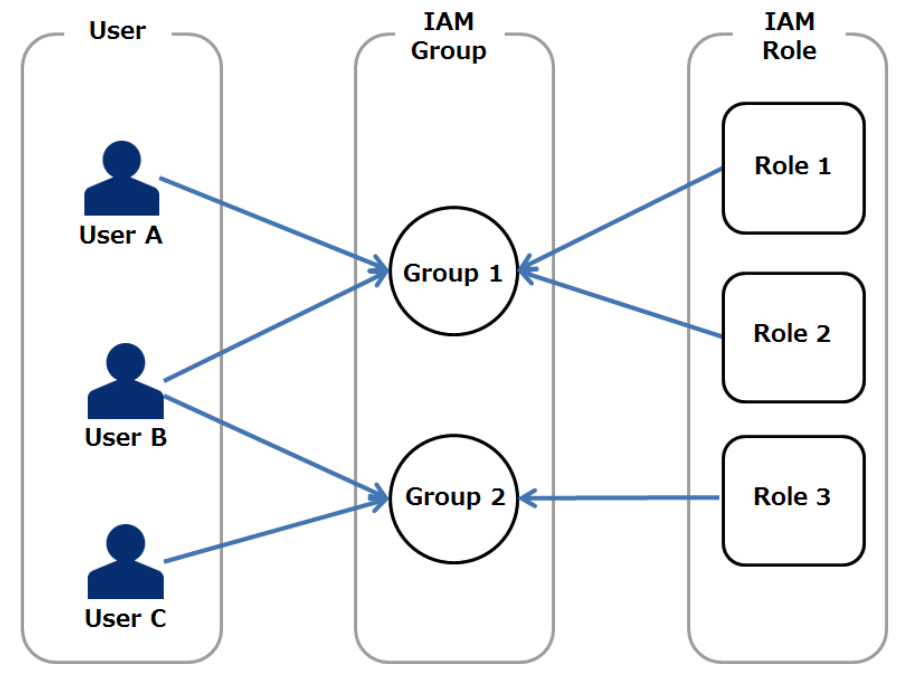 User
IAM
Group
IAM
Role
User A
User B
User C
Group 1
Group 2
Role 1
Role 2
Role 3